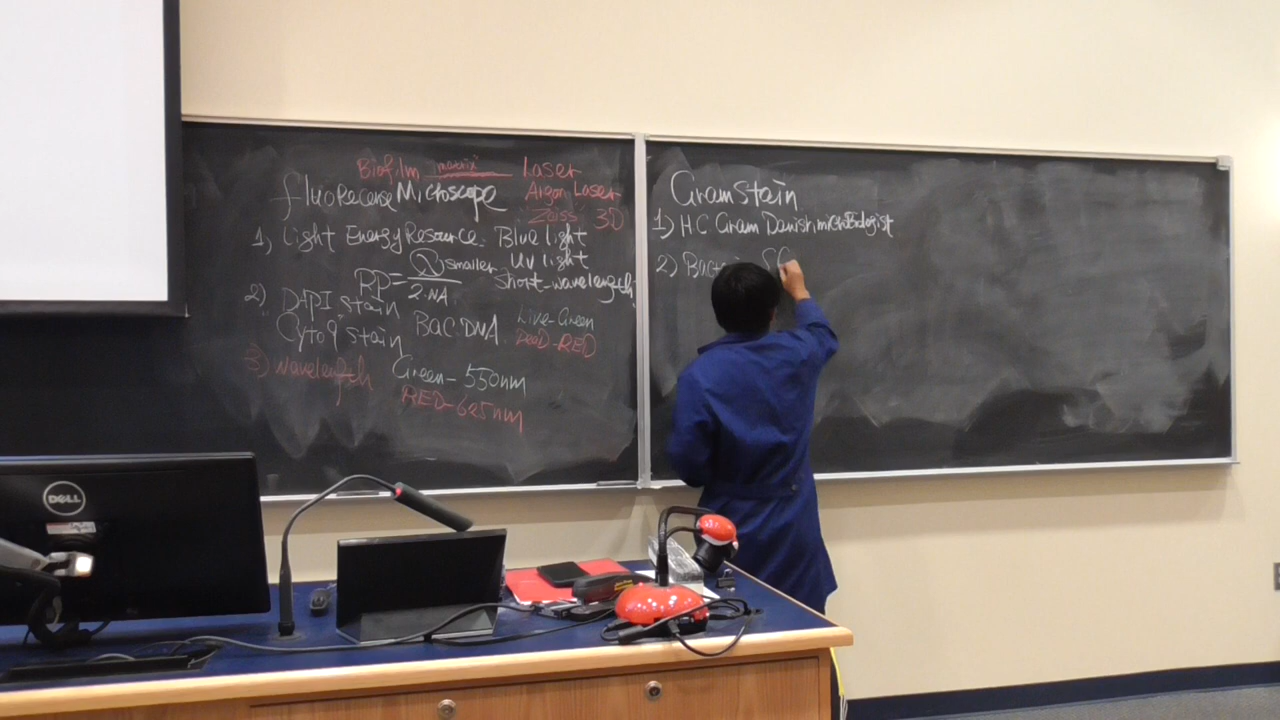 Biofilm matrix Laser
fluorecense Microscope Argon Laser
Zeiss 3D
1) Light Energy Resource: Blue light
RP = λ smaller UV light
2·NA short-wavelength
2) DAPI stain
Cyto9 stain BAC.DNA Live-Green
DeaD-RED
3) wavelength Green-550nm
RED-625nm
Gram Stain
1) HC Gram Danish microbiologist
2)
DELL